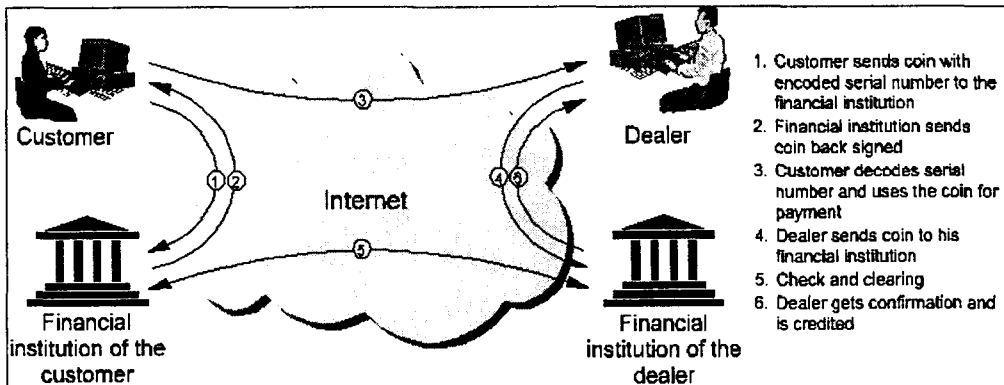 Customer
Dealer
Internet
Financial
institution of the
customer
Financial
institution of the
dealer
1
2
3
4
5
6
1. Customer sends coin with
encoded serial number to the
financial institution
2. Financial institution sends
coin back signed
3. Customer decodes serial
number and uses the coin for
payment
4. Dealer sends coin to his
financial institution
5. Check and clearing
6. Dealer gets confirmation and
is credited